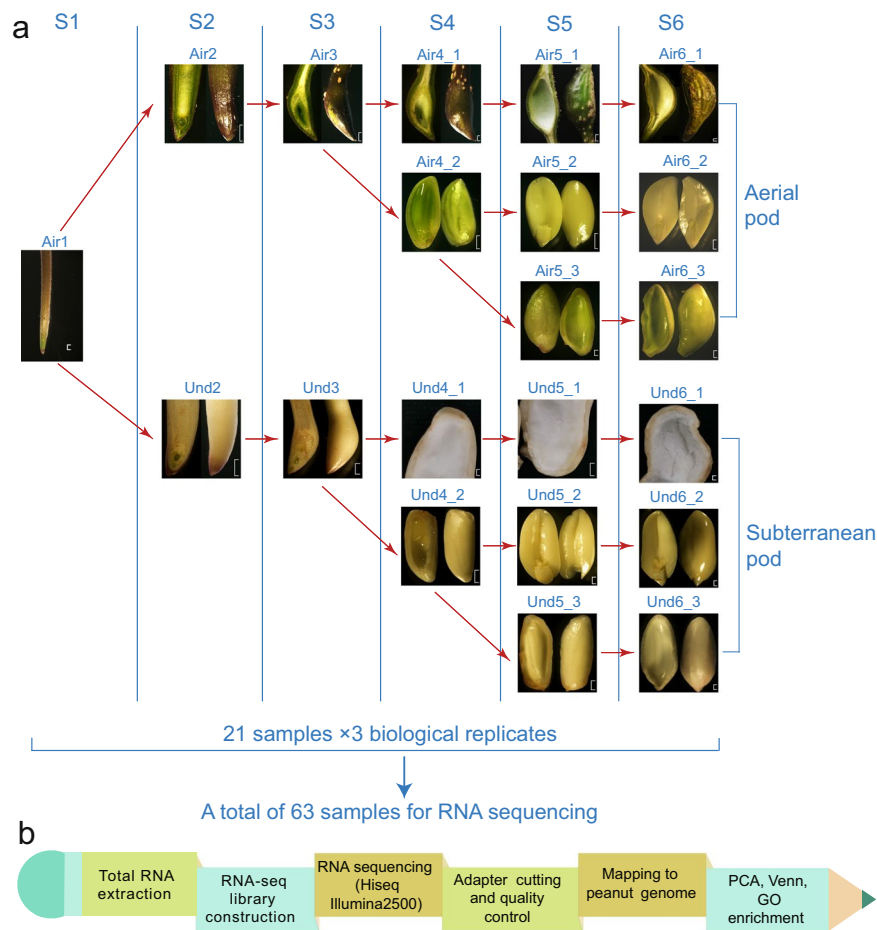 a
S1 S2 S3 S4 S5 S6
Air2 Air3 Air4_1 Air5_1 Air6_1
Air4_2 Air5_2 Air6_2
Aerial
pod
Air1
Air5_3 Air6_3
Und2 Und3 Und4_1 Und5_1 Und6_1
Und4_2 Und5_2 Und6_2
Subterranean
pod
Und5_3 Und6_3
21 samples ×3 biological replicates
A total of 63 samples for RNA sequencing
b
Total RNA
extraction
RNA-seq
library
construction
RNA sequencing
(Hiseq
Illumina2500)
Adapter cutting
and quality
control
Mapping to
peanut genome
PCA, Venn,
GO
enrichment